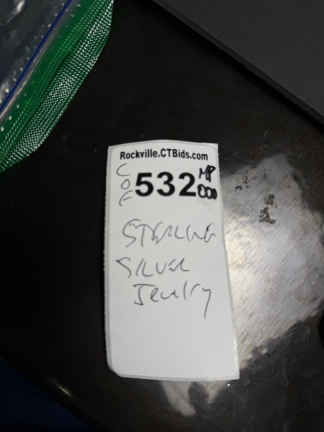 Rockville.CTBids.com
532
STERLING
SILVER
Jewelry